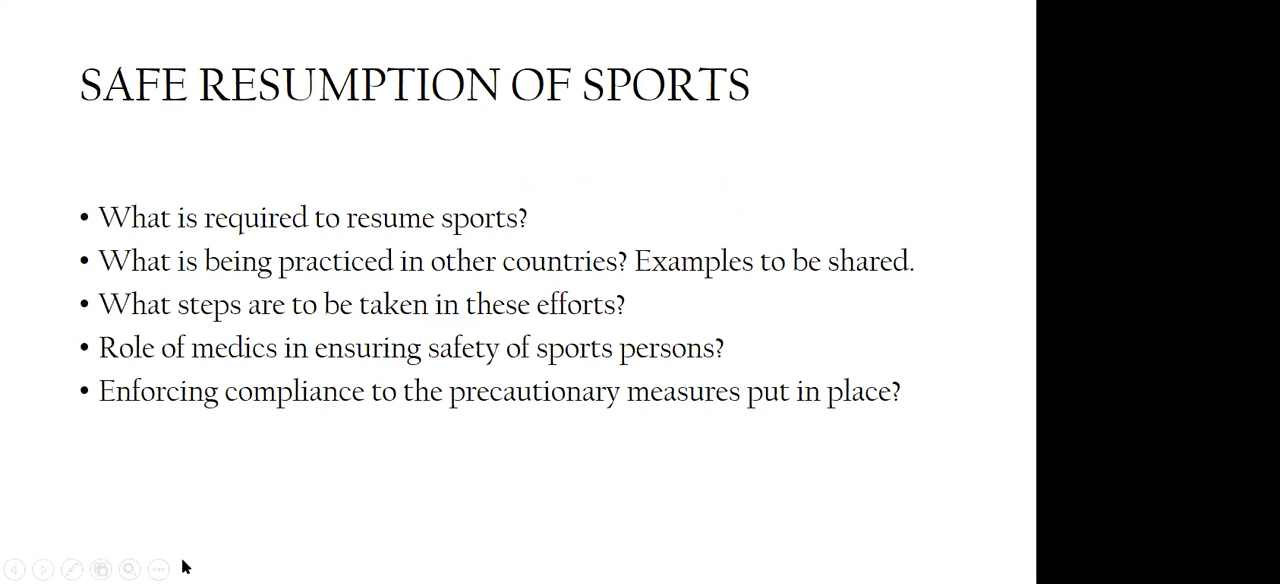 SAFE RESUMPTION OF SPORTS
• What is required to resume sports?
• What is being practiced in other countries? Examples to be shared.
• What steps are to be taken in these efforts?
• Role of medics in ensuring safety of sports persons?
• Enforcing compliance to the precautionary measures put in place?